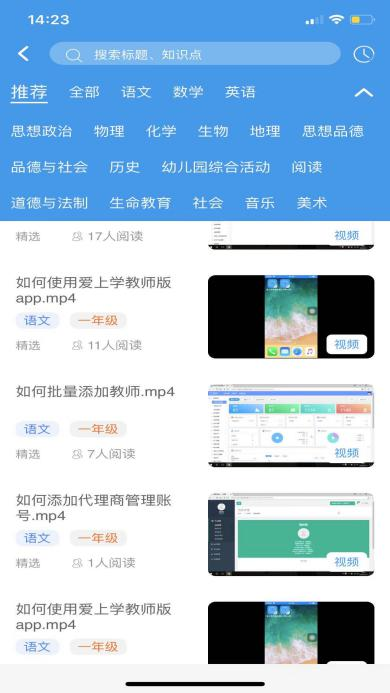 14:23
搜索标题、知识点
推荐 全部 语文 数学 英语
思想政治 物理 化学 生物 地理 思想品德
品德与社会 历史 幼儿园综合活动 阅读
道德与法制 生命教育 社会 音乐 美术
精选 17人阅读 视频
如何使用爱上学教师版
app.mp4
语文 一年级
精选 11人阅读 视频
如何批量添加教师.mp4
语文 一年级
精选 7人阅读 视频
如何添加代理商管理账
号.mp4
语文 一年级
精选 1人阅读 视频
如何使用爱上学教师版
app.mp4
语文 一年级
视频